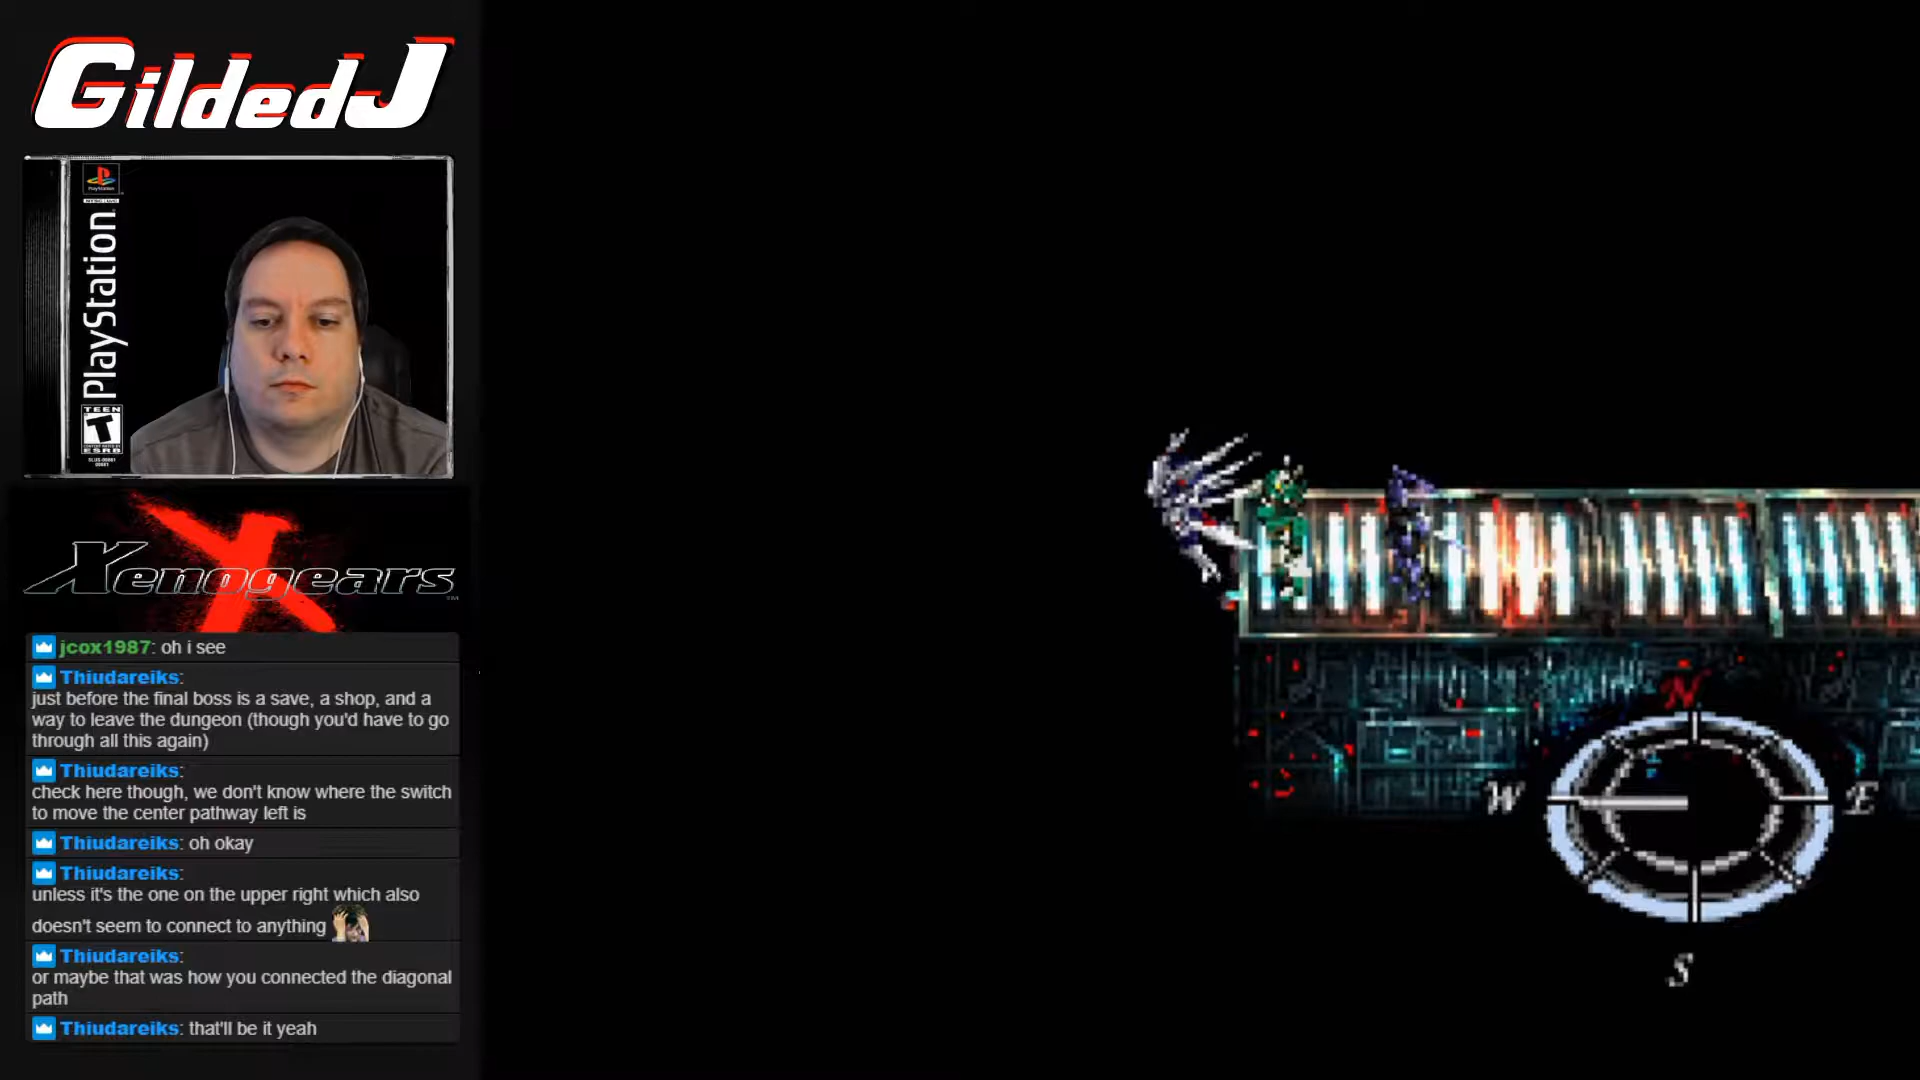 GildedJ
PlayStation
PlayStation
TEEN
T
ESRB
Xenogears
jcox1987: oh i see
Thiudareiks:
just before the final boss is a save, a shop, and a
way to leave the dungeon (though you'd have to go
through all this again)
Thiudareiks:
check here though, we don't know where the switch
to move the center pathway left is
Thiudareiks: oh okay
Thiudareiks:
unless it's the one on the upper right which also
doesn't seem to connect to anything
Thiudareiks:
or maybe that was how you connected the diagonal
path
Thiudareiks: that'll be it yeah
N
W
E
S